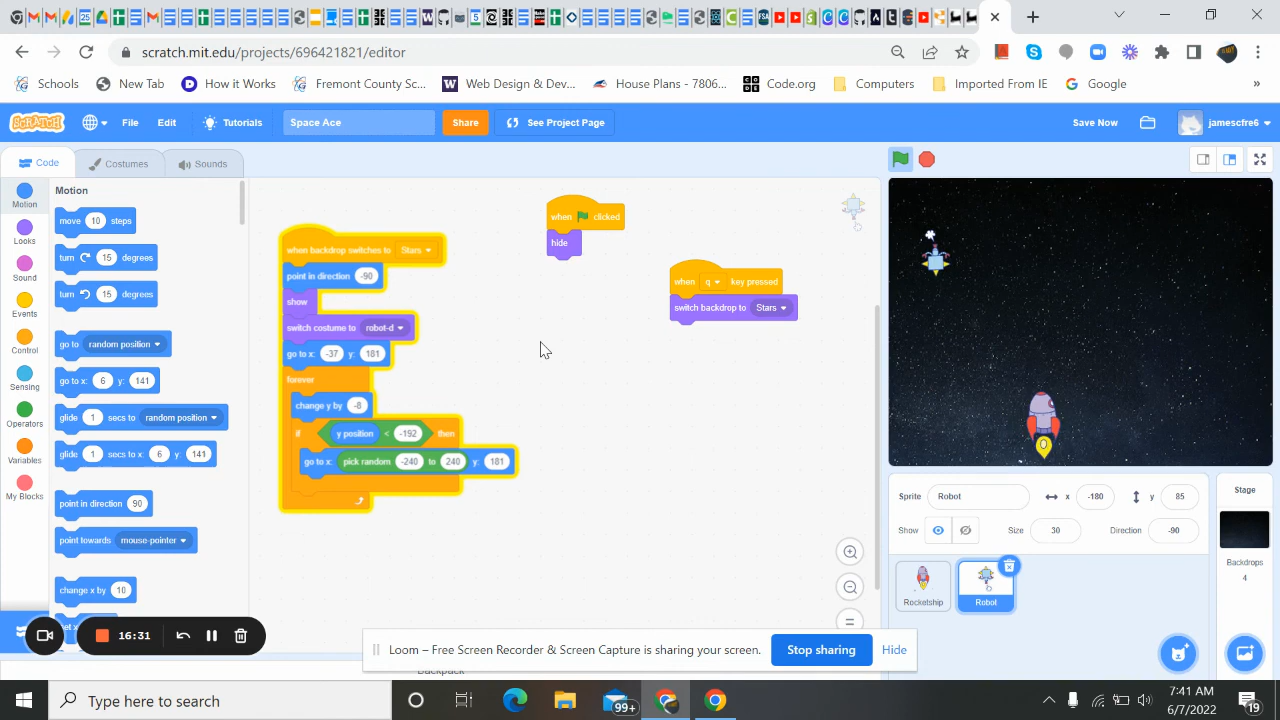 scratch.mit.edu/projects/696421821/editor
Schools New Tab How it Works Fremont County Sc... Web Design & De... House Plans - 7806... Code.org Computers Imported From IE Google »
SCRATCH File Edit Tutorials Space Ace Share See Project Page Save Now jamescfre6
Code Costumes Sounds
Motion
Looks
Sound
Events
Control
Sensing
Operators
Variables
My Blocks
Motion
move 10 steps
turn 15 degrees
turn 15 degrees
go to random position
go to x: 6 y: 141
glide 1 secs to random position
glide 1 secs to x: 6 y: 141
point in direction 90
point towards mouse-pointer
change x by 10
when backdrop switches to Stars
point in direction -90
show
switch costume to robot-d
go to x: -37 y: 181
forever
change y by -8
if y position < -192 then
go to x: pick random -240 to 240 y: 181
when clicked
hide
when q key pressed
switch backdrop to Stars
Sprite Robot x -180 y 85
Show Size 30 Direction -90
Rocketship Robot
Stage
Backdrops
4
16:31
Loom – Free Screen Recorder & Screen Capture is sharing your screen. Stop sharing Hide
Backpack
Type here to search
99+
7:41 AM
6/7/2022
19